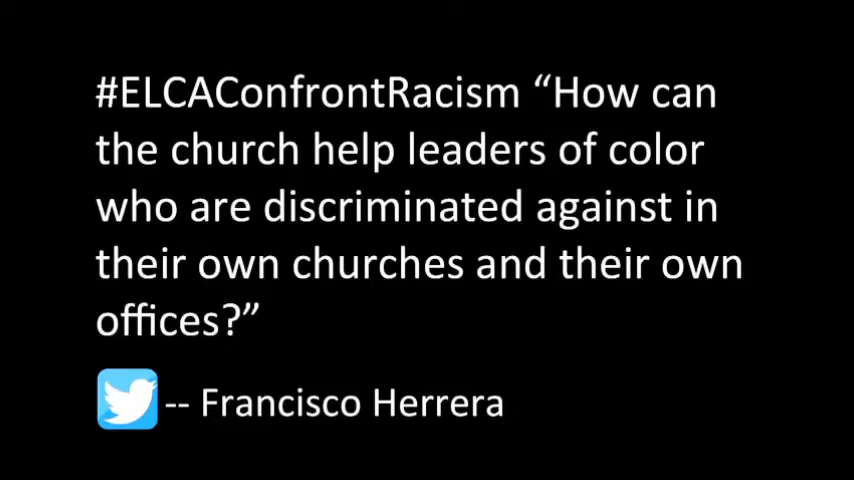 #ELCAConfrontRacism “How can
the church help leaders of color
who are discriminated against in
their own churches and their own
offices?”
-- Francisco Herrera